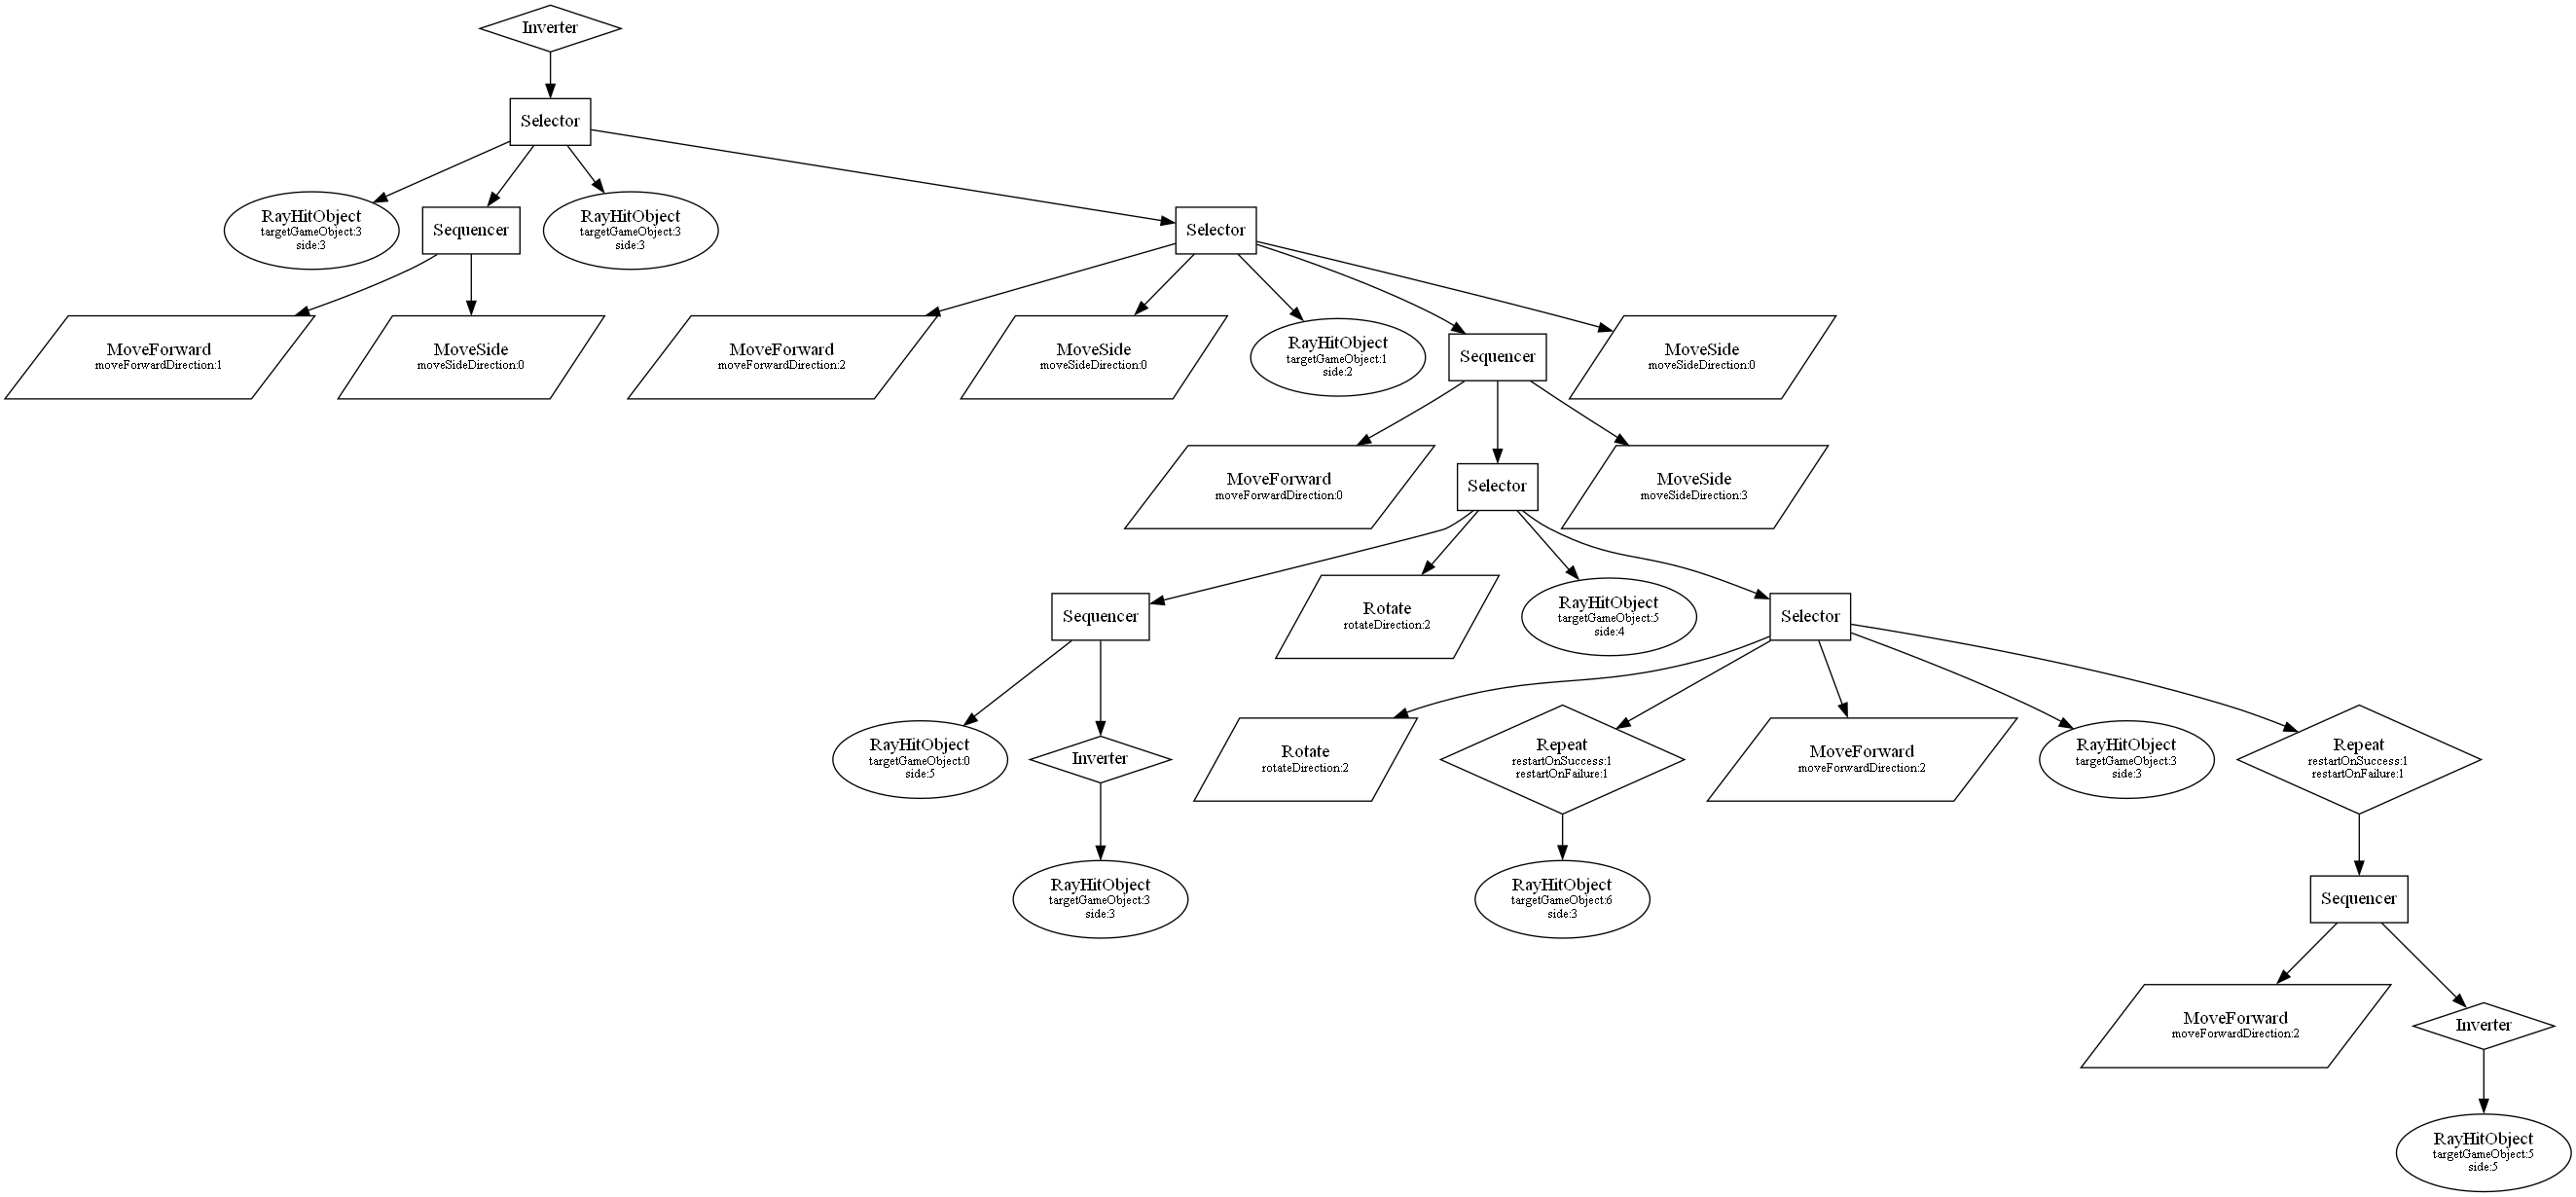 Inverter
Selector
RayHitObject
targetGameObject:3
side:3
Sequencer
RayHitObject
targetGameObject:3
side:3
Selector
MoveForward
moveForwardDirection:1
MoveSide
moveSideDirection:0
MoveForward
moveForwardDirection:2
MoveSide
moveSideDirection:0
RayHitObject
targetGameObject:1
side:2
Sequencer
MoveSide
moveSideDirection:0
MoveForward
moveForwardDirection:0
Selector
MoveSide
moveSideDirection:3
Sequencer
Rotate
rotateDirection:2
RayHitObject
targetGameObject:5
side:4
Selector
RayHitObject
targetGameObject:0
side:5
Inverter
Rotate
rotateDirection:2
Repeat
restartOnSuccess:1
restartOnFailure:1
MoveForward
moveForwardDirection:2
RayHitObject
targetGameObject:3
side:3
Repeat
restartOnSuccess:1
restartOnFailure:1
RayHitObject
targetGameObject:3
side:3
RayHitObject
targetGameObject:6
side:3
Sequencer
MoveForward
moveForwardDirection:2
Inverter
RayHitObject
targetGameObject:5
side:5